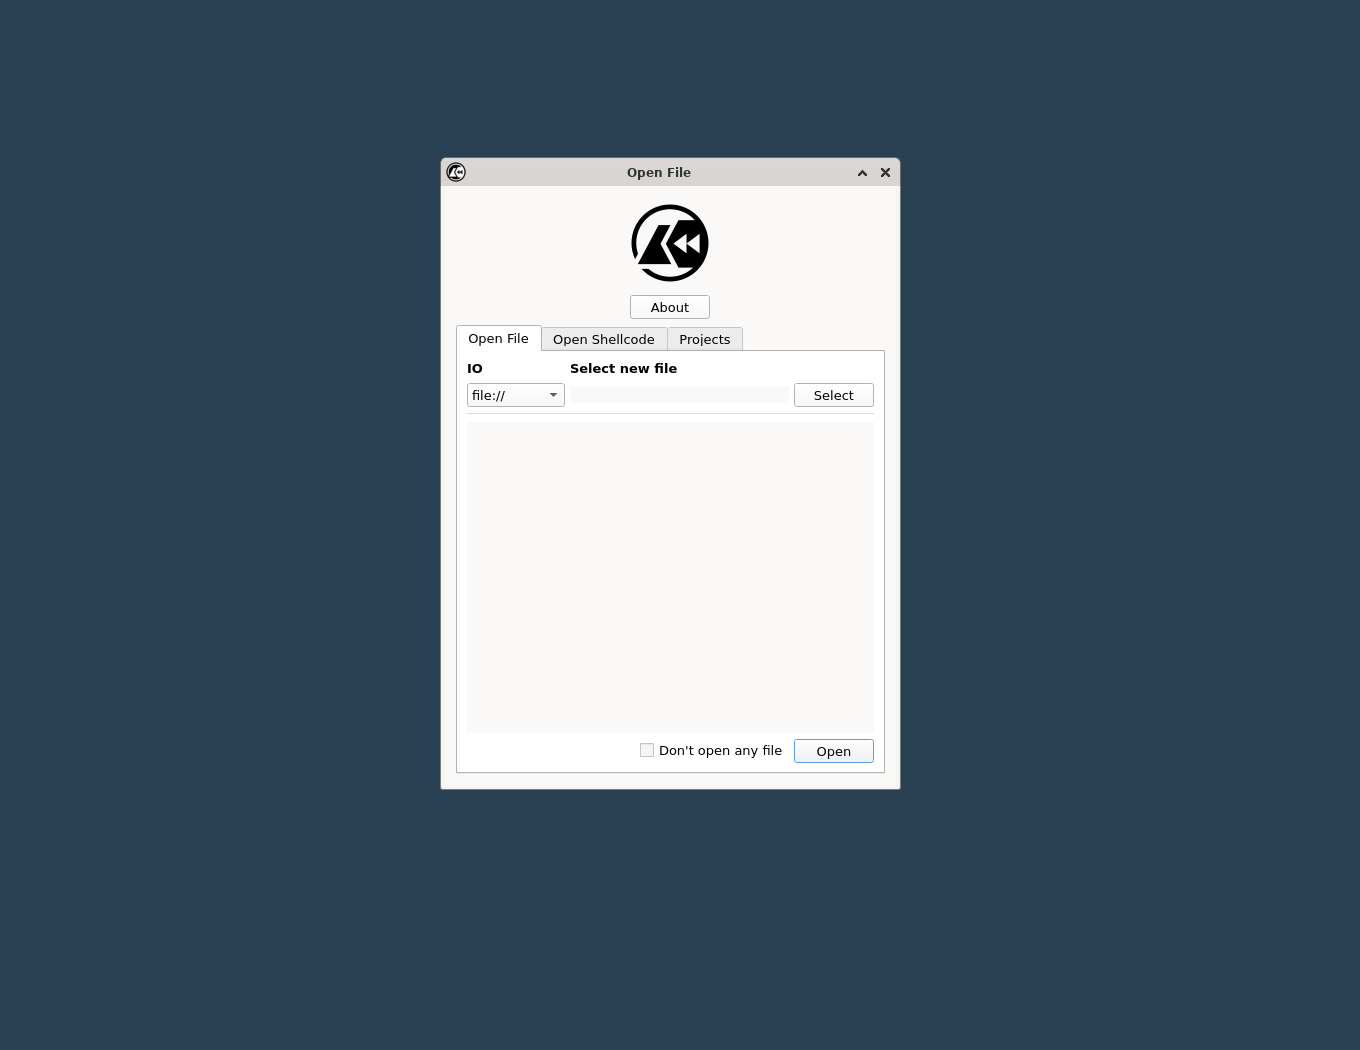 Open File
About
Open File Open Shellcode Projects
IO Select new file
file:// Select
Don't open any file Open